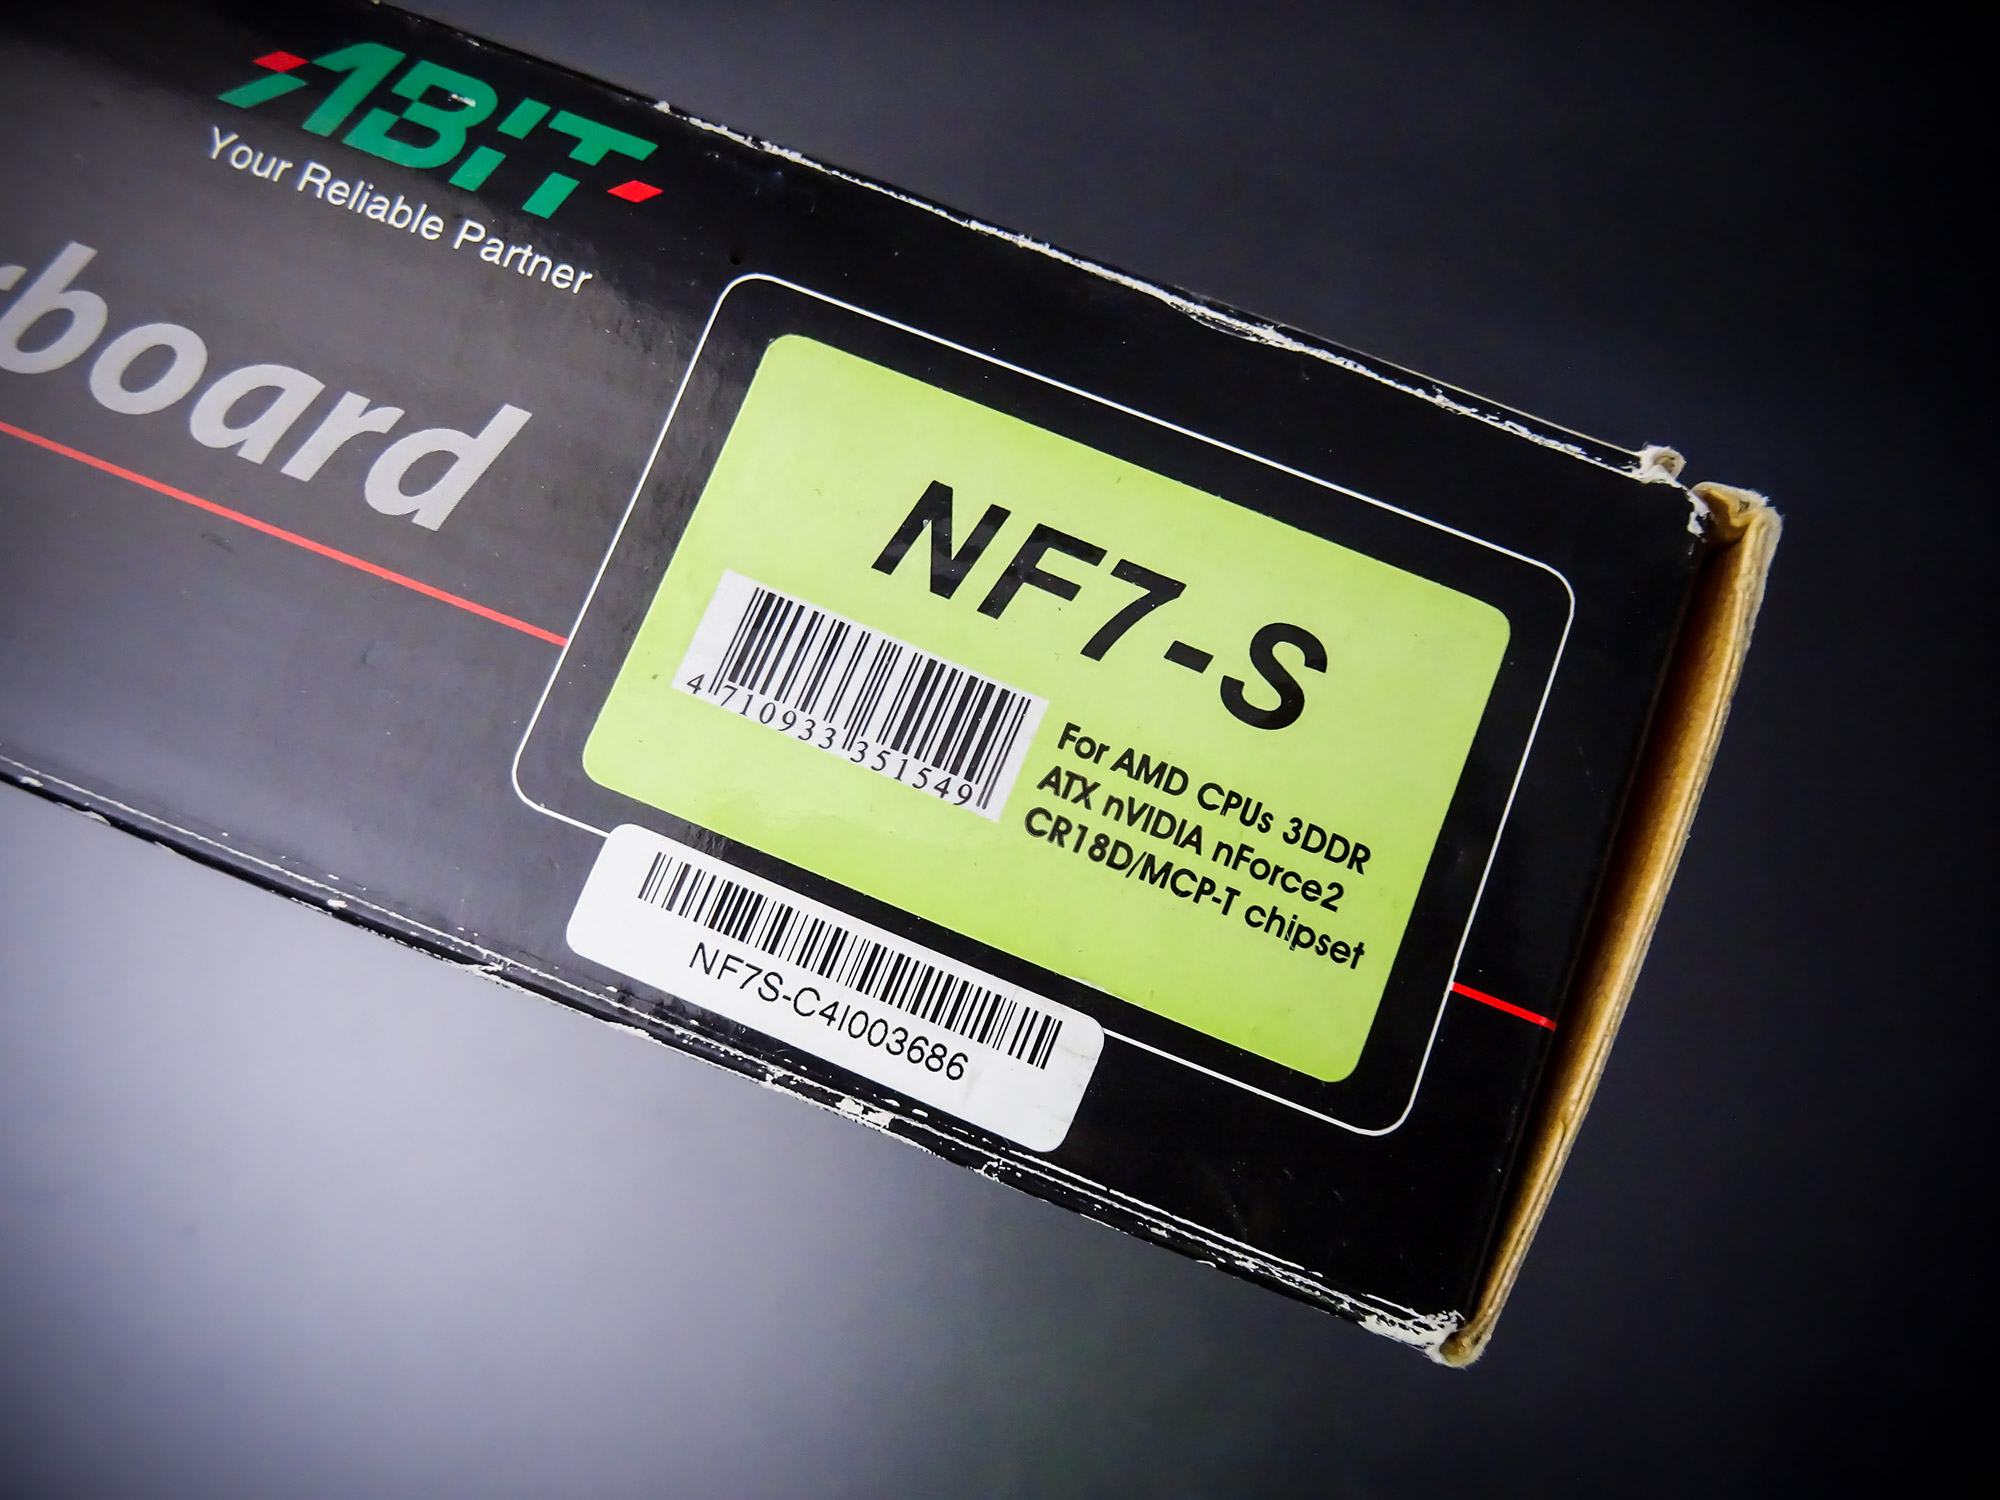 ABIT
Your Reliable Partner
board
NF7-S
4 710933 351549
For AMD CPUs 3DDR
ATX nVIDIA nForce2
CR18D/MCP-T chipset
NF7S-C4I003686